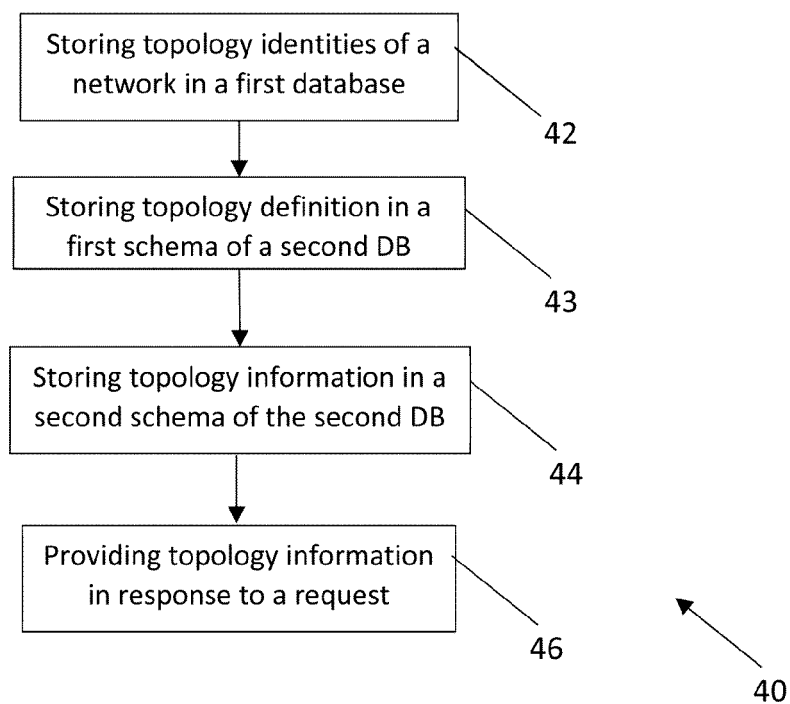 Storing topology identities of a
network in a first database
42
Storing topology definition in a
first schema of a second DB
43
Storing topology information in a
second schema of the second DB
44
Providing topology information
in response to a request
46
40